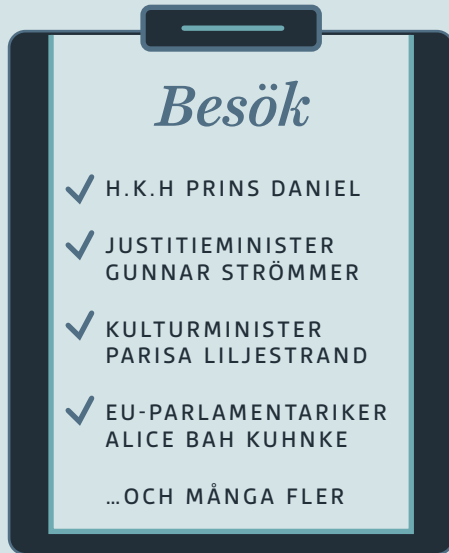 Besök
H.K.H PRINS DANIEL
JUSTITIEMINISTER
GUNNAR STRÖMMER
KULTURMINISTER
PARISA LILJESTRAND
EU-PARLAMENTARIKER
ALICE BAH KUHNKE
…OCH MÅNGA FLER